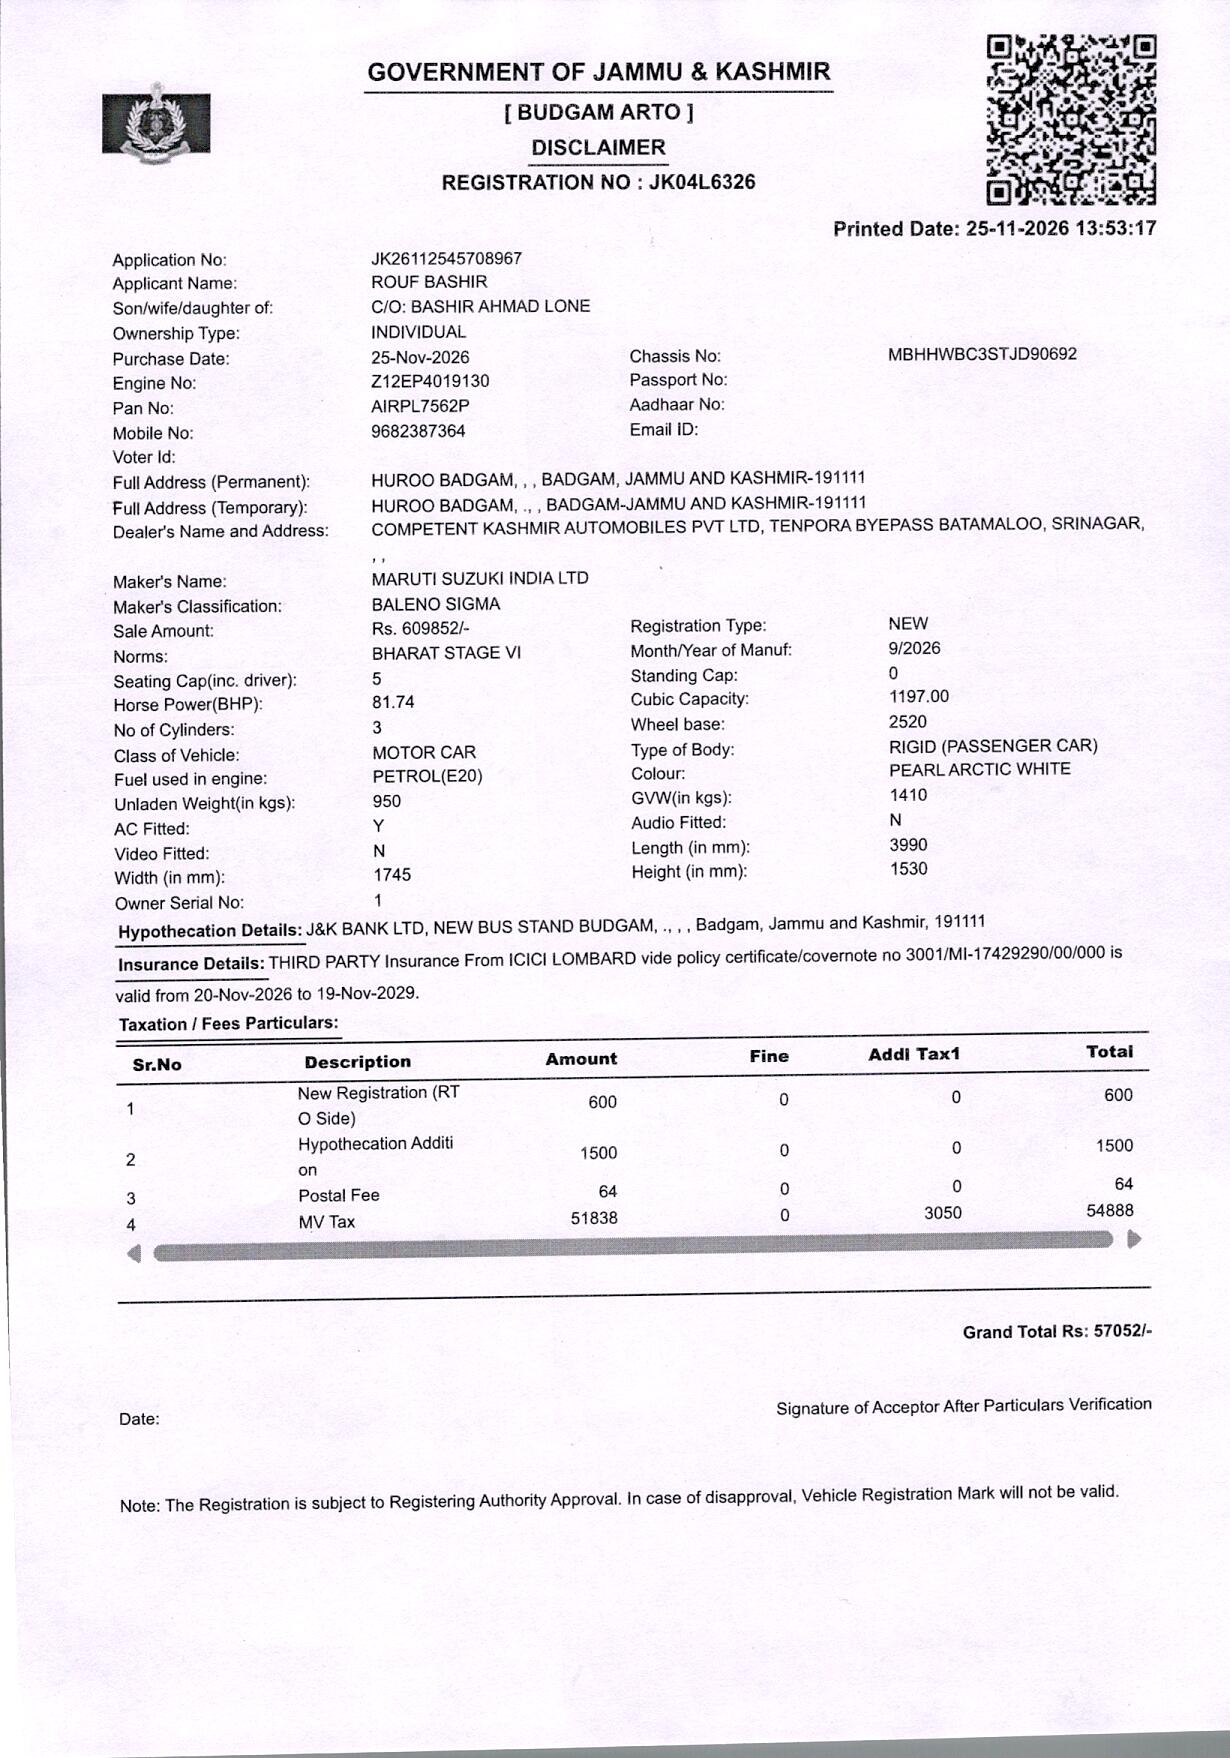 GOVERNMENT OF JAMMU & KASHMIR
[ BUDGAM ARTO ]
DISCLAIMER
REGISTRATION NO : JK04L6326
Printed Date: 25-11-2026 13:53:17
Application No: JK26112545708967
Applicant Name: ROUF BASHIR
Son/wife/daughter of: C/O: BASHIR AHMAD LONE
Ownership Type: INDIVIDUAL
Purchase Date: 25-Nov-2026 Chassis No: MBHHWBC3STJD90692
Engine No: Z12EP4019130 Passport No:
Pan No: AIRPL7562P Aadhaar No:
Mobile No: 9682387364 Email ID:
Voter Id:
Full Address (Permanent): HUROO BADGAM, , , BADGAM, JAMMU AND KASHMIR-191111
Full Address (Temporary): HUROO BADGAM, ., , BADGAM-JAMMU AND KASHMIR-191111
Dealer's Name and Address: COMPETENT KASHMIR AUTOMOBILES PVT LTD, TENPORA BYEPASS BATAMALOO, SRINAGAR,
, ,
Maker's Name: MARUTI SUZUKI INDIA LTD
Maker's Classification: BALENO SIGMA
Sale Amount: Rs. 609852/- Registration Type: NEW
Norms: BHARAT STAGE VI Month/Year of Manuf: 9/2026
Seating Cap(inc. driver): 5 Standing Cap: 0
Horse Power(BHP): 81.74 Cubic Capacity: 1197.00
No of Cylinders: 3 Wheel base: 2520
Class of Vehicle: MOTOR CAR Type of Body: RIGID (PASSENGER CAR)
Fuel used in engine: PETROL(E20) Colour: PEARL ARCTIC WHITE
Unladen Weight(in kgs): 950 GVW(in kgs): 1410
AC Fitted: Y Audio Fitted: N
Video Fitted: N Length (in mm): 3990
Width (in mm): 1745 Height (in mm): 1530
Owner Serial No: 1
Hypothecation Details: J&K BANK LTD, NEW BUS STAND BUDGAM, ., , , Badgam, Jammu and Kashmir, 191111
Insurance Details: THIRD PARTY Insurance From ICICI LOMBARD vide policy certificate/covernote no 3001/MI-17429290/00/000 is
valid from 20-Nov-2026 to 19-Nov-2029.
Taxation / Fees Particulars:
Sr.No Description Amount Fine Addl Tax1 Total
1 New Registration (RT 600 0 0 600
O Side)
2 Hypothecation Additi 1500 0 0 1500
on
3 Postal Fee 64 0 0 64
4 MV Tax 51838 0 3050 54888
Grand Total Rs: 57052/-
Date: Signature of Acceptor After Particulars Verification
Note: The Registration is subject to Registering Authority Approval. In case of disapproval, Vehicle Registration Mark will not be valid.